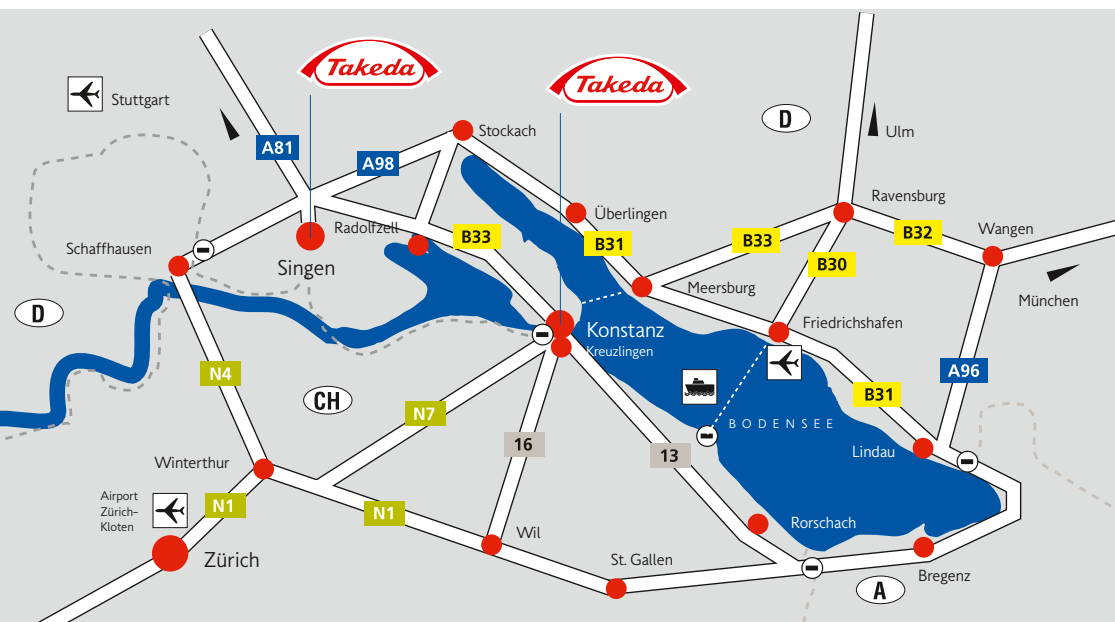 Takeda
Takeda
Stuttgart
D
Ulm
A81
Stockach
A98
Ravensburg
Überlingen
Radolfzell
B33
B31
B33
B32
Wangen
Schaffhausen
Singen
B30
Meersburg
München
D
Konstanz
Friedrichshafen
Kreuzlingen
N4
A96
CH
B31
N7
BODENSEE
16
13
Lindau
Winterthur
Airport
Zürich-
Kloten
N1
N1
Rorschach
Wil
Zürich
St. Gallen
Bregenz
A